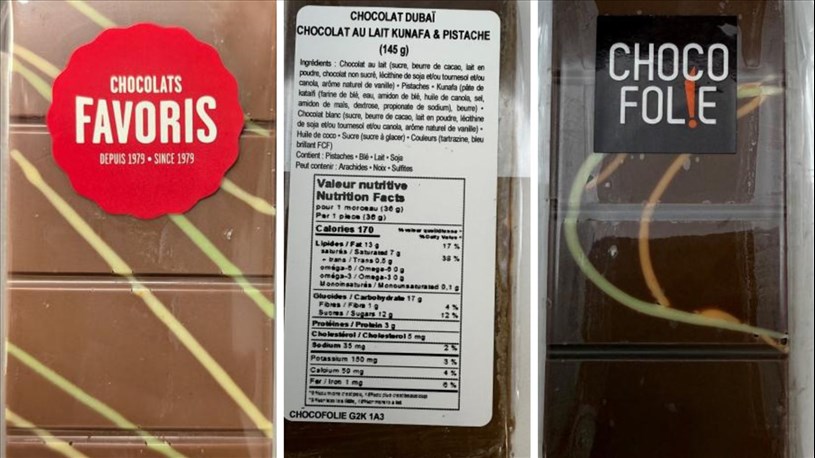 CHOCOLATS
FAVORIS
DEPUIS 1979 • SINCE 1979
CHOCOLAT DUBAÏ
CHOCOLAT AU LAIT KUNAFA & PISTACHE
(145 g)
Ingrédients : Chocolat au lait (sucre, beurre de cacao, lait en
poudre, chocolat non sucré, lécithine de soja et/ou tournesol et/ou
canola, arôme naturel de vanille) • Pistaches • Kunafa (pâte de
kataifi (farine de blé, eau, amidon de blé, huile de canola, sel,
amidon de maïs, dextrose, propionate de sodium), beurre) •
Chocolat blanc (sucre, beurre de cacao, lait en poudre, lécithine
de soja et/ou tournesol et/ou canola, arôme naturel de vanille) •
Huile de coco • Sucre (sucre à glacer) • Couleurs (tartrazine, bleu
brillant FCF)
Contient : Pistaches • Blé • Lait • Soja
Peut contenir : Arachides • Noix • Sulfites
Valeur nutritive
Nutrition Facts
pour 1 morceau (36 g)
Per 1 piece (36 g)
Calories 170
% valeur quotidienne *
% Daily Value *
Lipides / Fat 13 g 17 %
saturés / Saturated 7 g
+ trans / Trans 0,5 g 38 %
oméga-6 / Omega-6 0 g
oméga-3 / Omega-3 0 g
Monoinsaturés / Monounsaturated 0,1 g
Glucides / Carbohydrate 17 g
Fibres / Fibre 1 g 4 %
Sucres / Sugars 12 g 12 %
Protéines / Protein 3 g
Cholestérol / Cholesterol 5 mg
Sodium 35 mg 2 %
Potassium 150 mg 3 %
Calcium 50 mg 4 %
Fer / Iron 1 mg 6 %
CHOCOFOLIE G2K 1A3
CHOCO
FOL!E